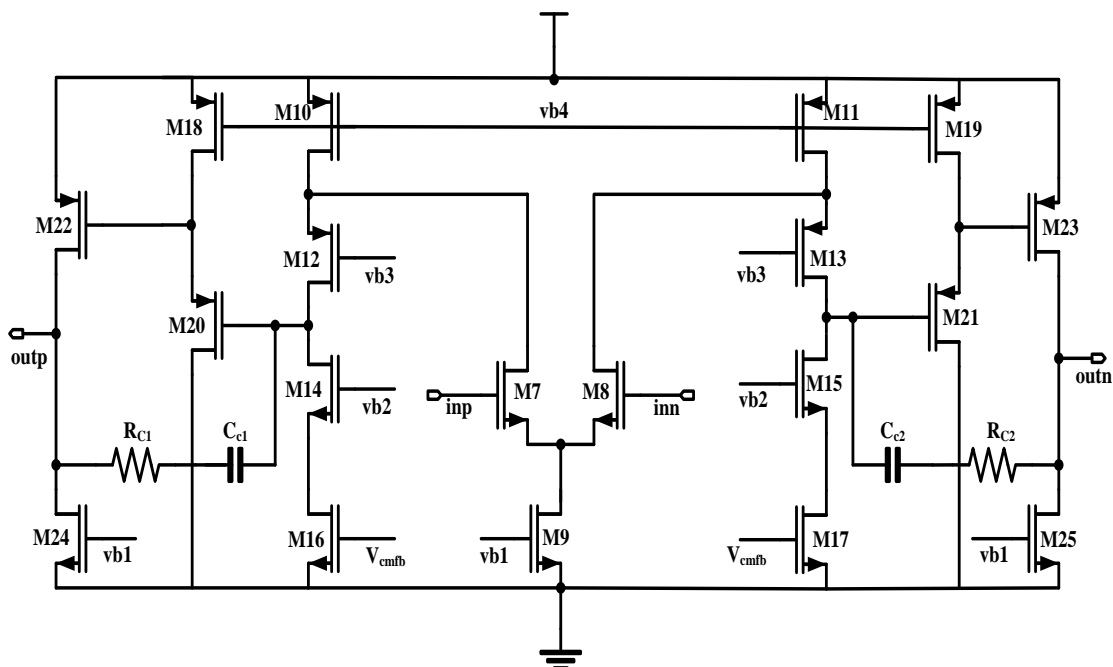 M18
M10
vb4
M11
M19
M22
M12
vb3
vb3
M13
M23
M20
M21
outp
M14
vb2
inp
M7
M8
inn
vb2
M15
outn
RC1
Cc1
Cc2
RC2
M24
vb1
M16
Vcmfb
vb1
M9
Vcmfb
M17
vb1
M25